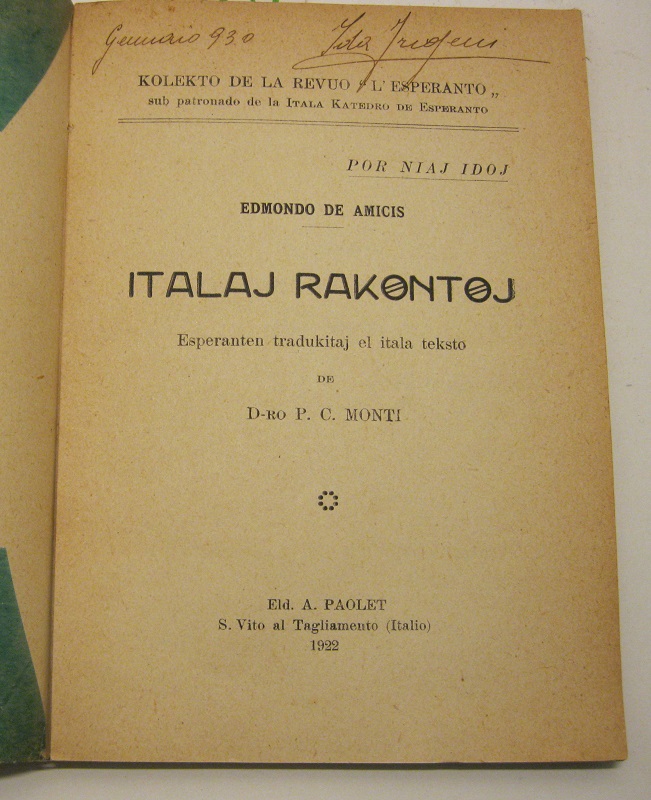 Gennaio 930 Ida
KOLEKTO DE LA REVUO "L'ESPERANTO„
sub patronado de la ITALA KATEDRO DE ESPERANTO
POR NIAJ IDOJ
EDMONDO DE AMICIS
ITALAJ RAKONTOJ
Esperanten tradukitaj el itala teksto
DE
D-RO P. C. MONTI
Eld. A. PAOLET
S. Vito al Tagliamento (Italio)
1922